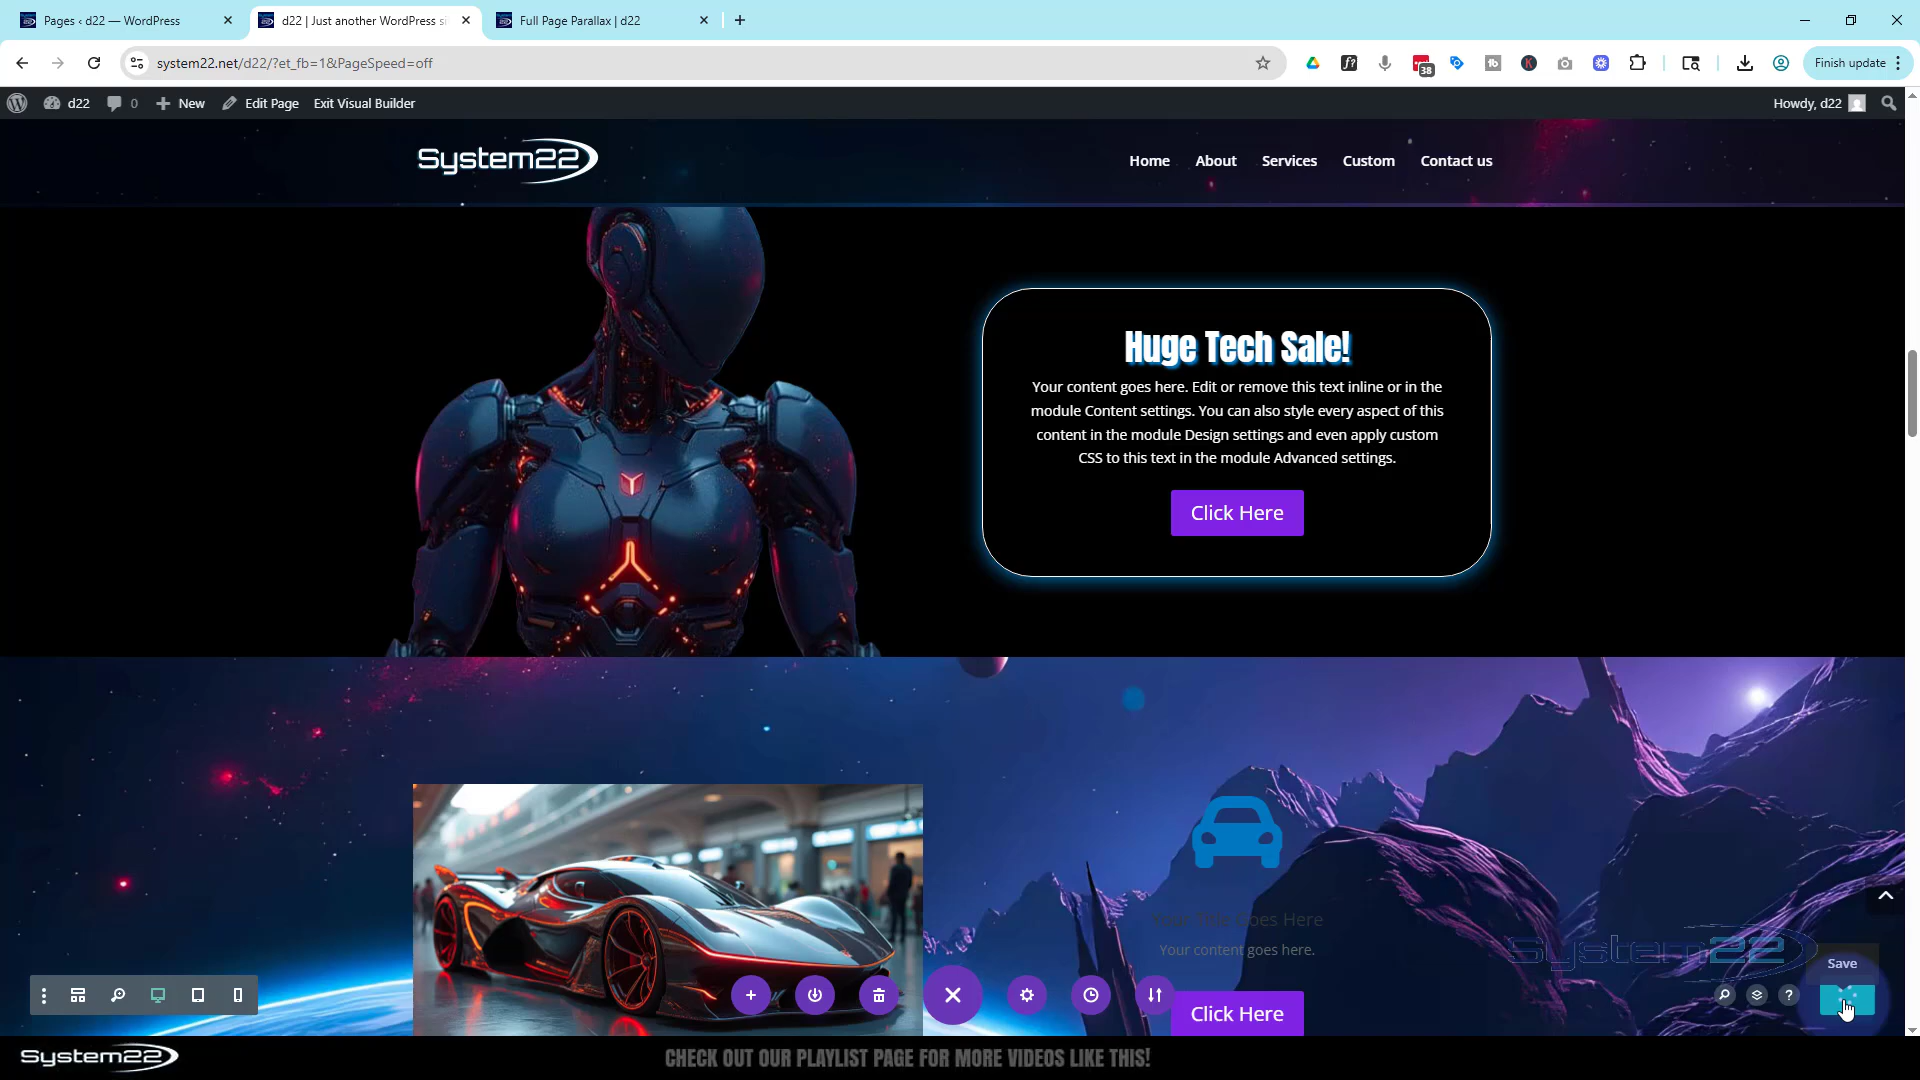 Pages ‹ d22 — WordPress
d22 | Just another WordPress si
Full Page Parallax | d22
system22.net/d22/?et_fb=1&PageSpeed=off
38
Finish update
d22
0
New
Edit Page
Exit Visual Builder
Howdy, d22
System22
Home
About
Services
Custom
Contact us
Huge Tech Sale!
Your content goes here. Edit or remove this text inline or in the
module Content settings. You can also style every aspect of this
content in the module Design settings and even apply custom
CSS to this text in the module Advanced settings.
Click Here
Your Title Goes Here
Your content goes here.
Click Here
System22
Save
System22
CHECK OUT OUR PLAYLIST PAGE FOR MORE VIDEOS LIKE THIS!